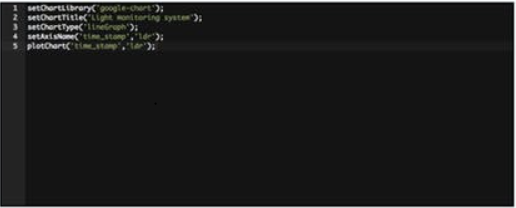 1 setChartLibrary('google-chart');
2 setChartTitle('Light monitoring system');
3 setChartType('lineGraph');
4 setAxisName('time_stamp','ldr');
5 plotChart('time_stamp','ldr');